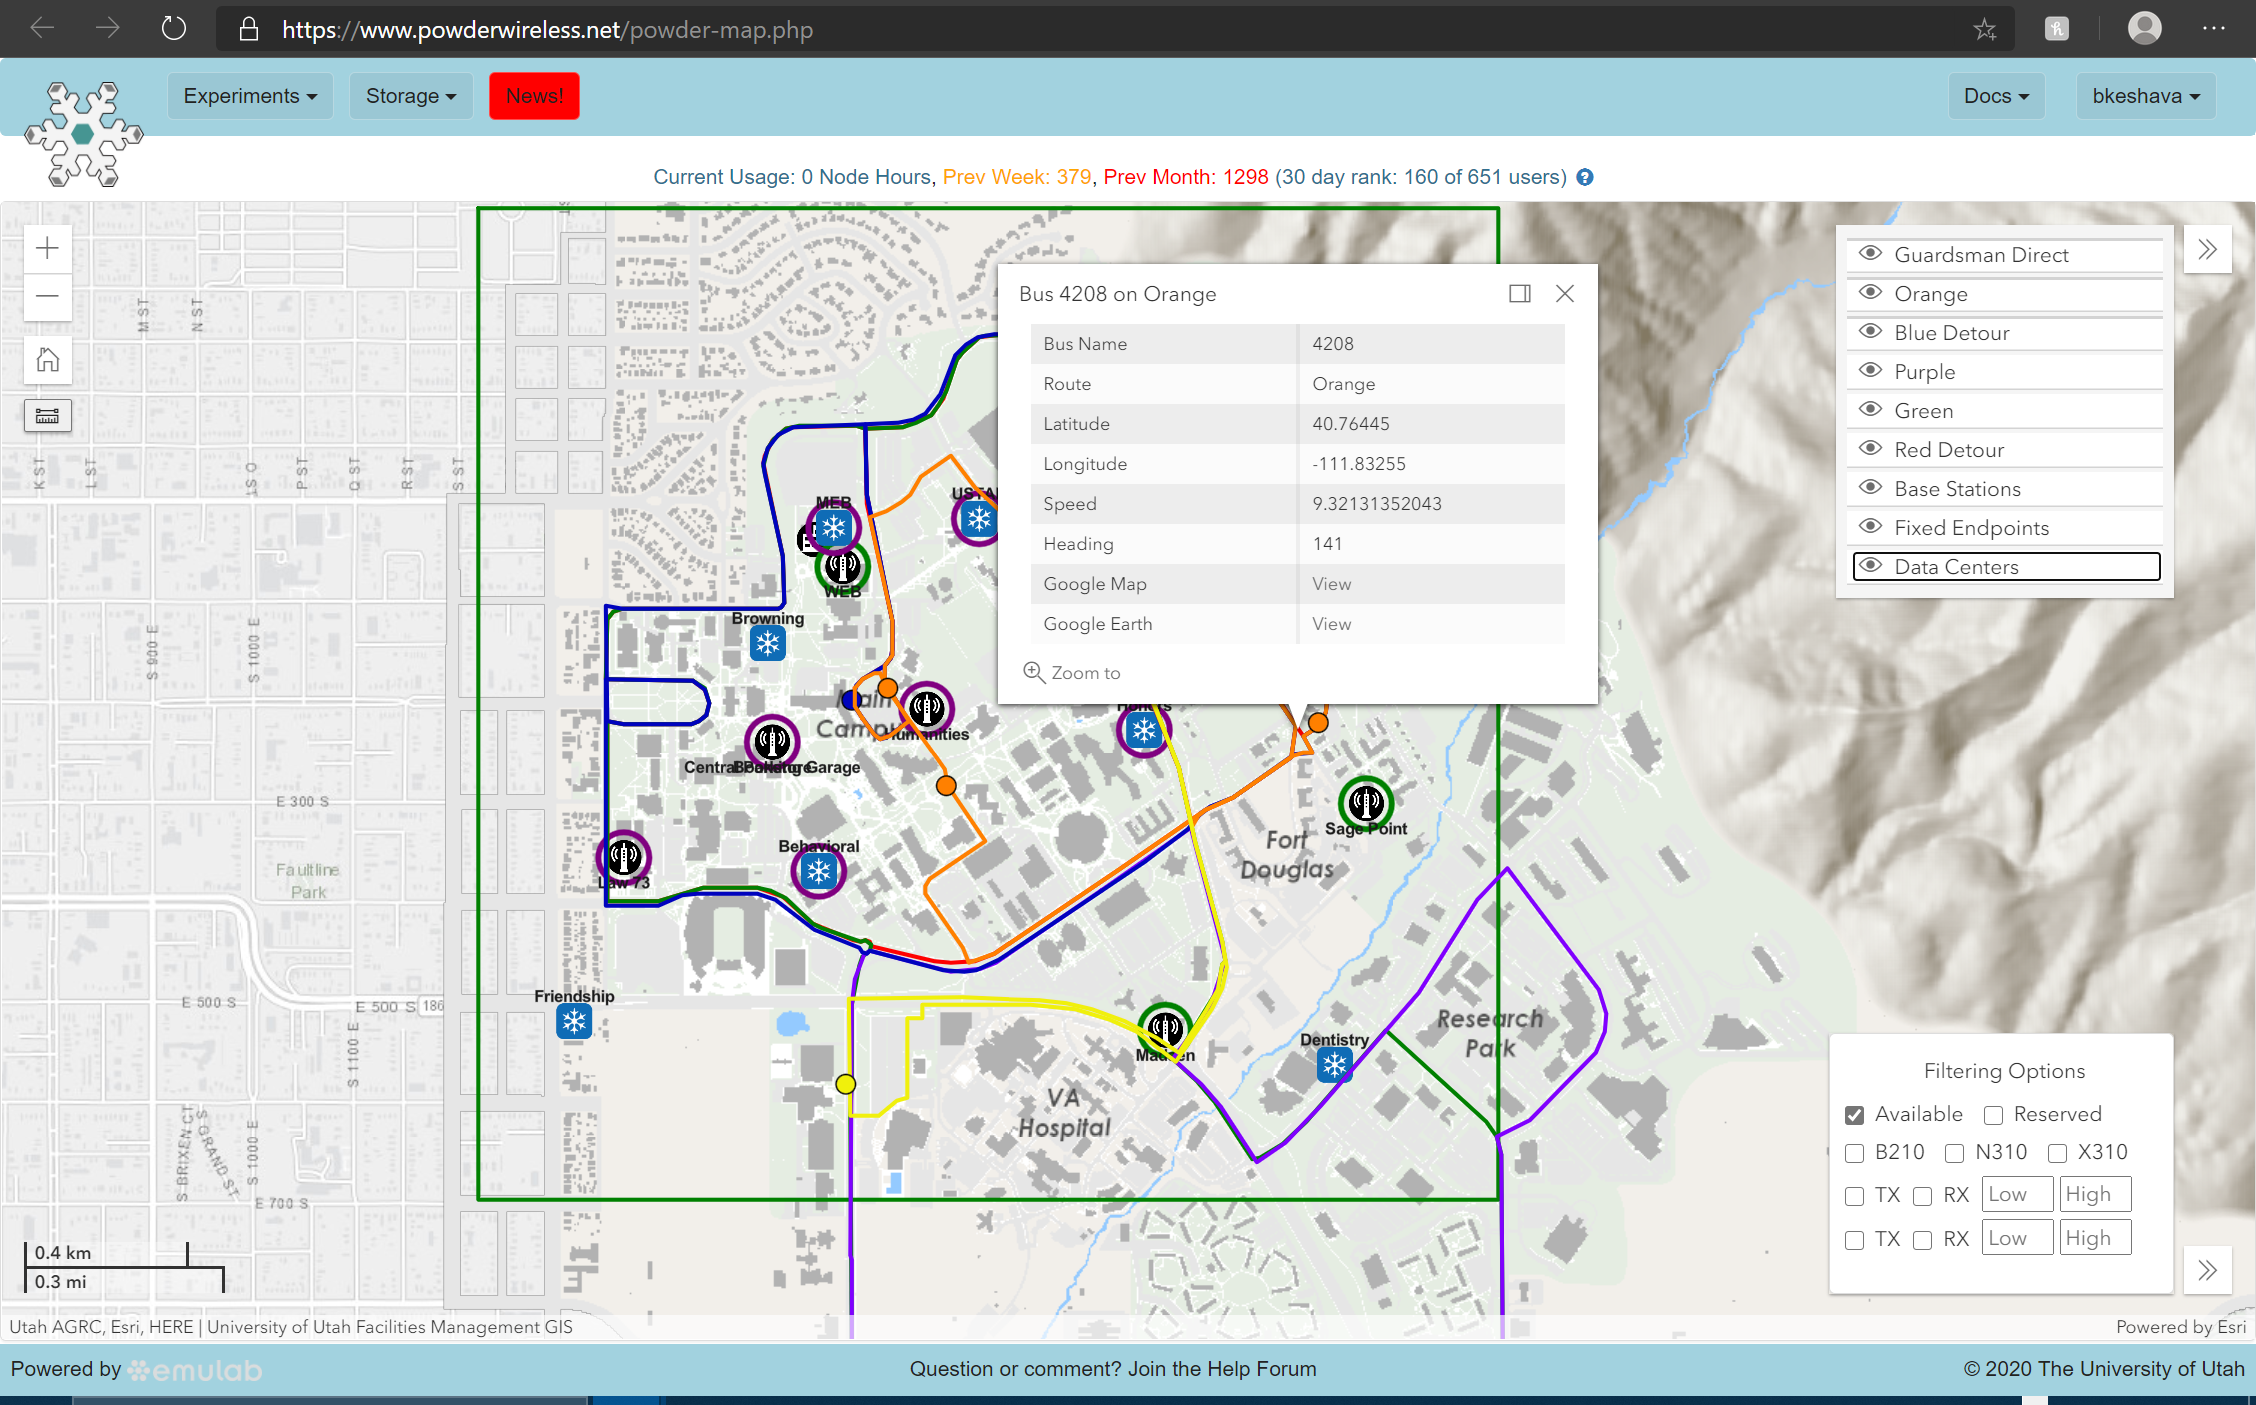 https://www.powderwireless.net/powder-map.php
Experiments
Storage
News!
Docs
bkeshava
Current Usage: 0 Node Hours, Prev Week: 379, Prev Month: 1298 (30 day rank: 160 of 651 users)
Guardsman Direct
Orange
Blue Detour
Purple
Green
Red Detour
Base Stations
Fixed Endpoints
Data Centers
Bus 4208 on Orange
Bus Name 4208
Route Orange
Latitude 40.76445
Longitude -111.83255
Speed 9.32131352043
Heading 141
Google Map View
Google Earth View
Zoom to
M ST
N ST
K ST
L ST
P ST
Q ST
R ST
S ST
MEB
WEB
Browning
S 900 E
S 1000 E
Main
Campus
Humanities
Honors
Central Parking Garage
Bookstore
E 300 S
Sage Point
Fort
Douglas
Behavioral
Law 73
Faultline
Park
Friendship
E 500 S
E 500 S
186
S 1100 E
Research
Park
Dentistry
Madsen
VA
Hospital
S BRIXEN CT
S GRAND ST
S 1000 E
E 700 S
Filtering Options
Available Reserved
B210 N310 X310
TX RX Low High
TX RX Low High
0.4 km
0.3 mi
Utah AGRC, Esri, HERE | University of Utah Facilities Management GIS
Powered by Esri
Powered by emulab
Question or comment? Join the Help Forum
© 2020 The University of Utah